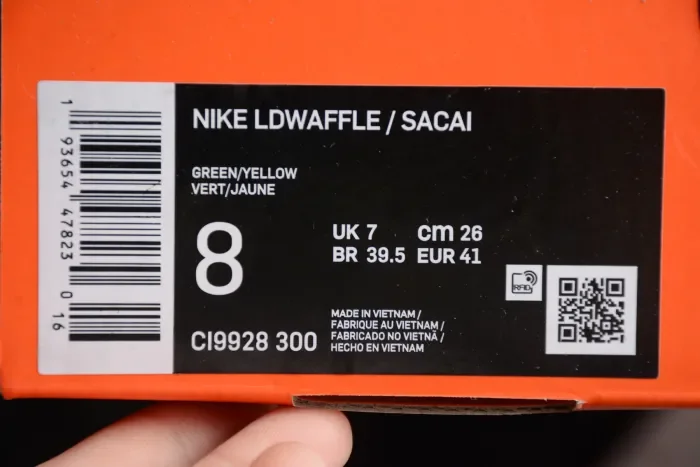 1 93654 47823 0 16
NIKE LDWAFFLE / SACAI
GREEN/YELLOW
VERT/JAUNE
8
UK 7 cm 26
BR 39.5 EUR 41
CI9928 300
MADE IN VIETNAM /
FABRIQUE AU VIETNAM /
FABRICADO NO VIETNÃ /
HECHO EN VIETNAM
RFID